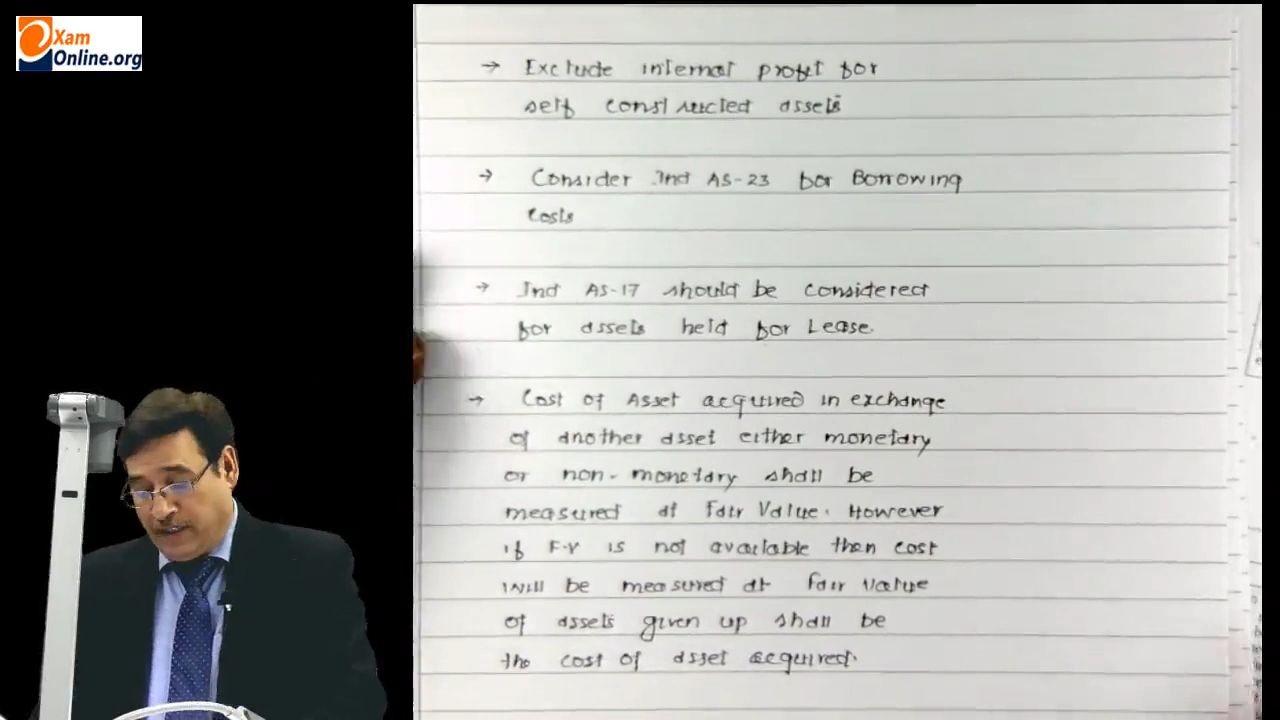 Xam
Online.org
→ Exclude internal profit for
self constructed assets
→ Consider Ind AS-23 for Borrowing
Costs
→ Ind AS-17 should be considered
for assets held for Lease.
→ Cost of Asset acquired in exchange
of another asset either monetary
or non-monetary shall be
measured at Fair Value. However
if F.V is not available then cost
will be measured at fair value
of assets given up shall be
the cost of asset acquired.